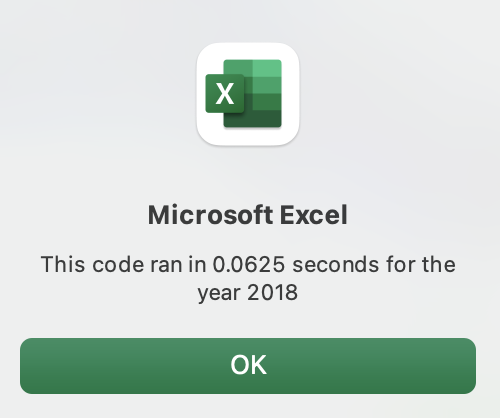 X
Microsoft Excel
This code ran in 0.0625 seconds for the
year 2018
OK